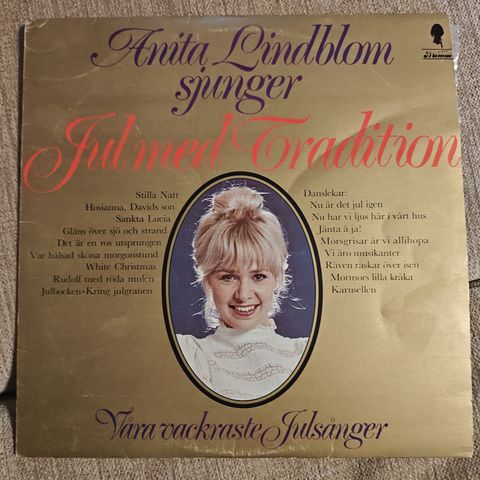 Anita Lindblom
sjunger
Jul med Tradition
Stilla Natt
Hosianna, Davids son
Sankta Lucia
Gläns över sjö och strand
Det är en ros utsprungen
Var hälsad sköna morgonstund
White Christmas
Rudolf med röda mulen
Julbocken-Kring julgranen
Danslekar:
Nu är det jul igen
Nu har vi ljus här i vårt hus
Jänta å ja!
Morsgrisar är vi allihopa
Vi äro musikanter
Räven raskar över isen
Mormors lilla kråka
Karusellen
Våra vackraste Julsånger